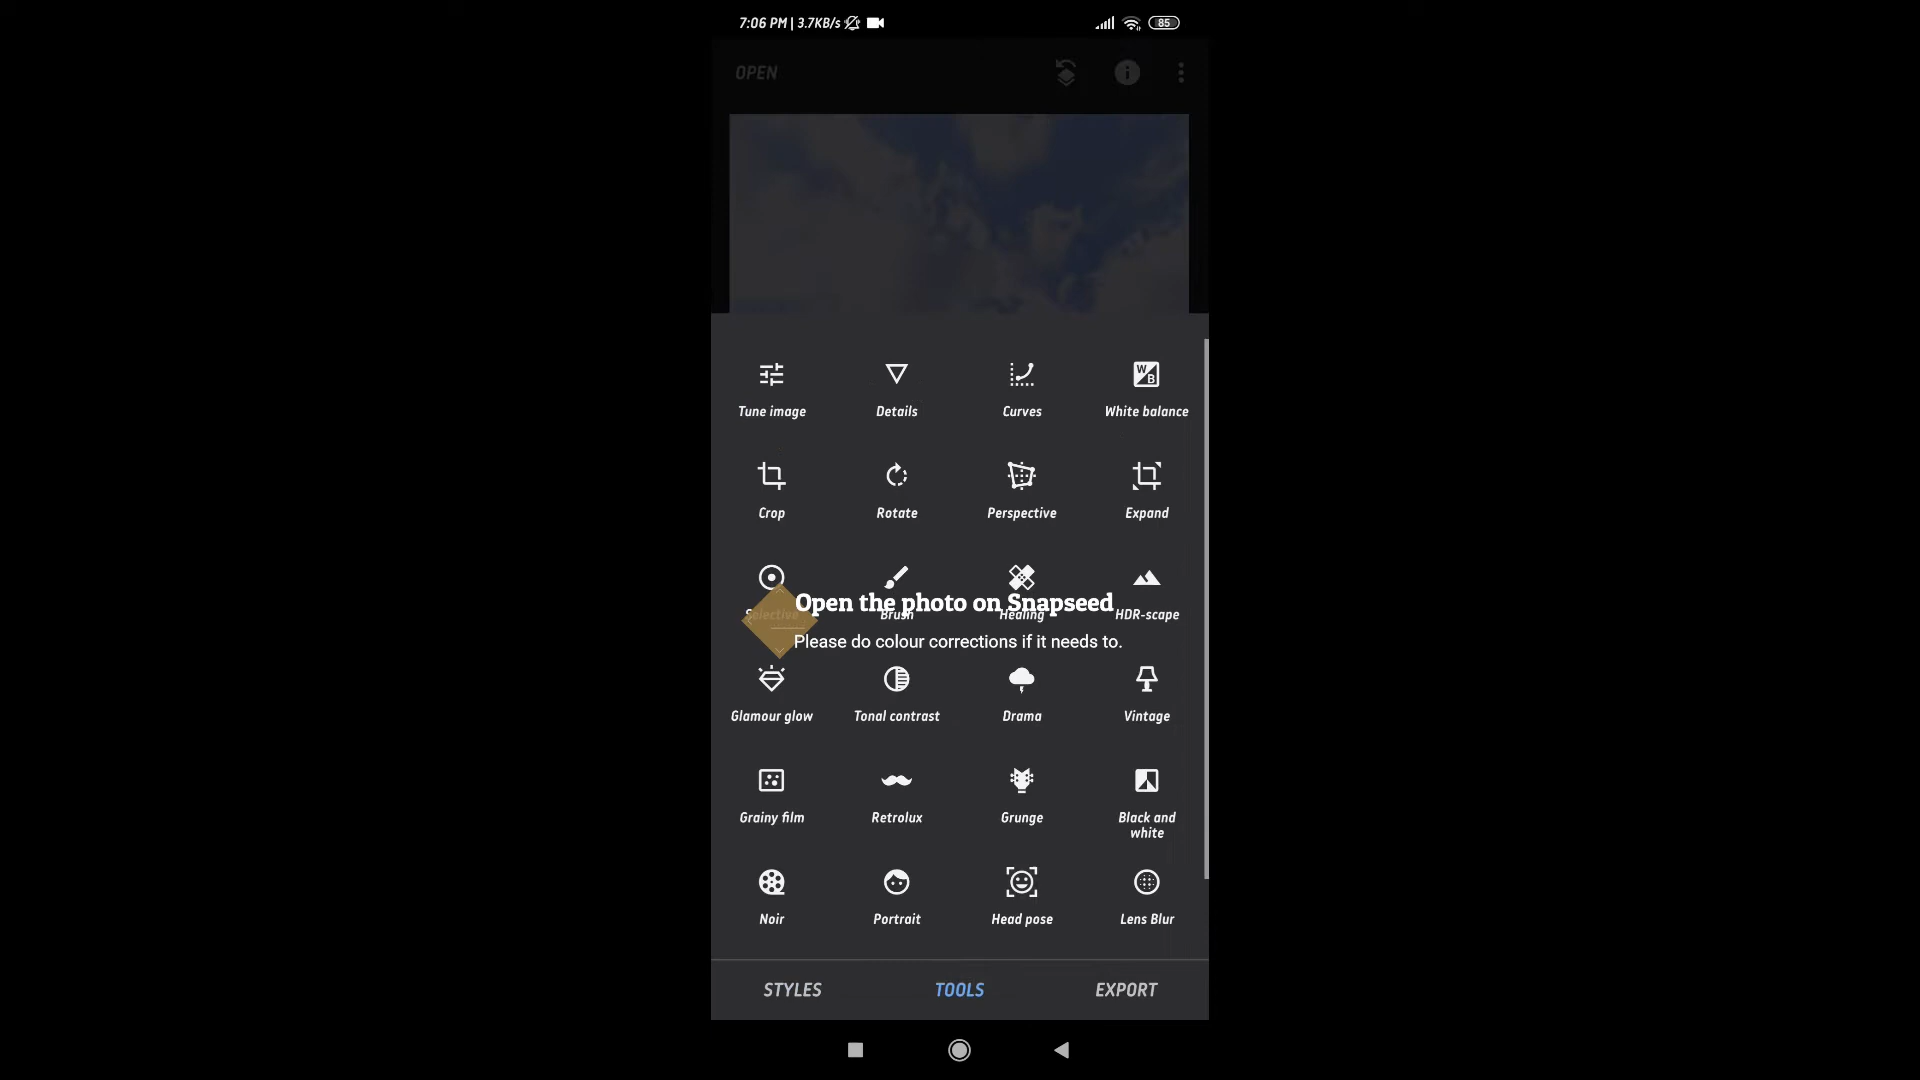 7:06 PM | 3.7KB/s
85
OPEN
Tune image
Details
Curves
White balance
W
B
Crop
Rotate
Perspective
Expand
Open the photo on Snapseed
Selective
Brush
Healing
HDR-scape
Please do colour corrections if it needs to.
Glamour glow
Tonal contrast
Drama
Vintage
Grainy film
Retrolux
Grunge
Black and
white
Noir
Portrait
Head pose
Lens Blur
STYLES
TOOLS
EXPORT